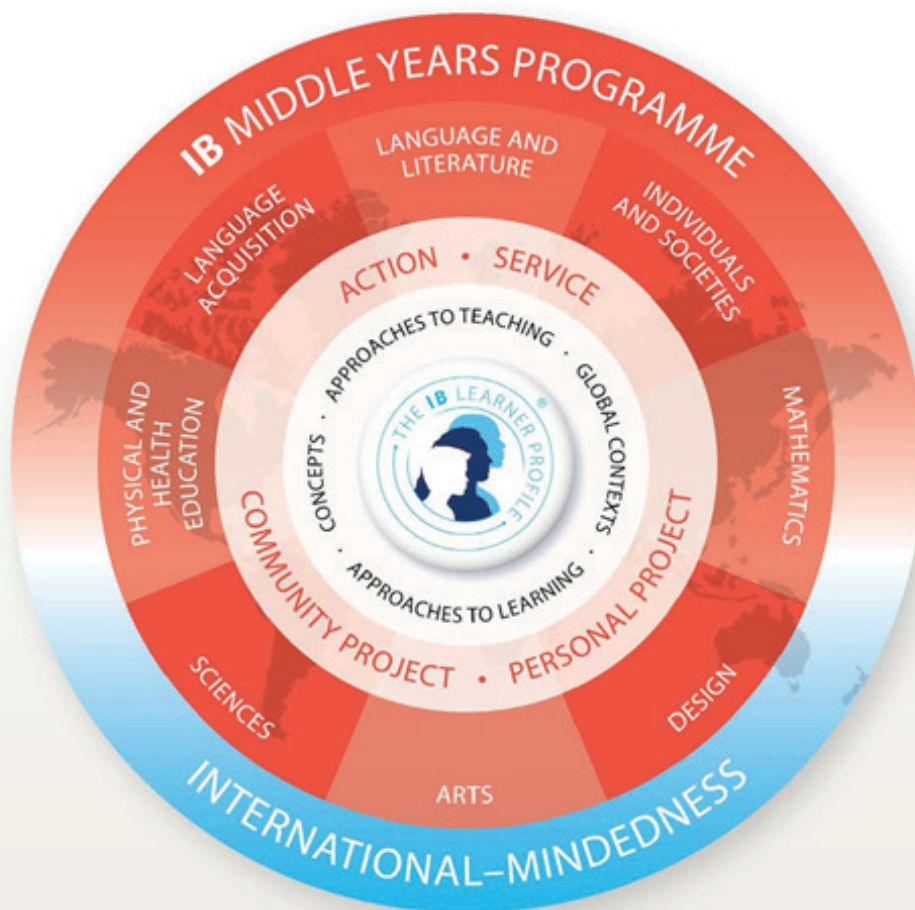 IB MIDDLE YEARS PROGRAMME
LANGUAGE AND
LITERATURE
INDIVIDUALS
AND SOCIETIES
MATHEMATICS
DESIGN
ARTS
SCIENCES
PHYSICAL AND
HEALTH
EDUCATION
LANGUAGE
ACQUISITION
ACTION • SERVICE
PERSONAL PROJECT
•
COMMUNITY PROJECT
APPROACHES TO TEACHING •
GLOBAL CONTEXTS •
APPROACHES TO LEARNING •
CONCEPTS •
THE IB LEARNER PROFILE®
INTERNATIONAL–MINDEDNESS